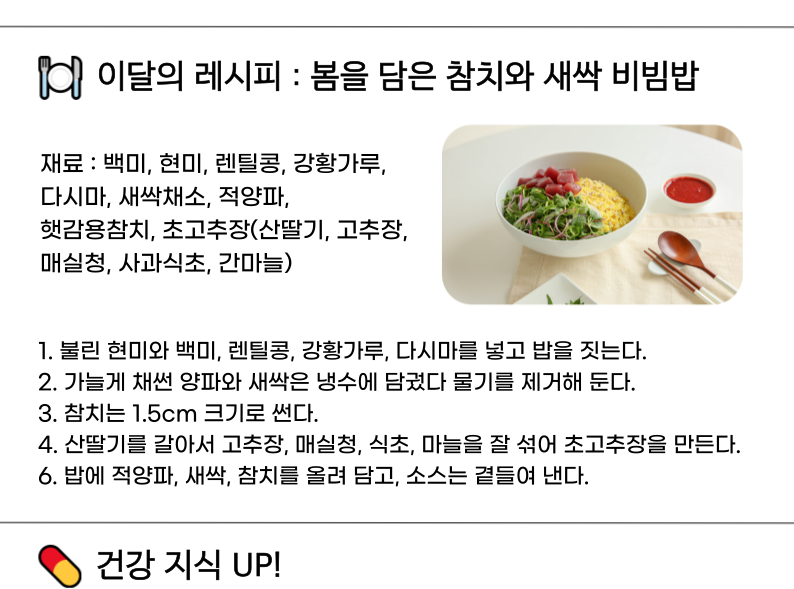 이달의 레시피 : 봄을 담은 참치와 새싹 비빔밥
재료 : 백미, 현미, 렌틸콩, 강황가루,
다시마, 새싹채소, 적양파,
햇감용참치, 초고추장(산딸기, 고추장,
매실청, 사과식초, 간마늘)
1. 불린 현미와 백미, 렌틸콩, 강황가루, 다시마를 넣고 밥을 짓는다.
2. 가늘게 채썬 양파와 새싹은 냉수에 담궜다 물기를 제거해 둔다.
3. 참치는 1.5cm 크기로 썬다.
4. 산딸기를 갈아서 고추장, 매실청, 식초, 마늘을 잘 섞어 초고추장을 만든다.
6. 밥에 적양파, 새싹, 참치를 올려 담고, 소스는 곁들여 낸다.
건강 지식 UP!